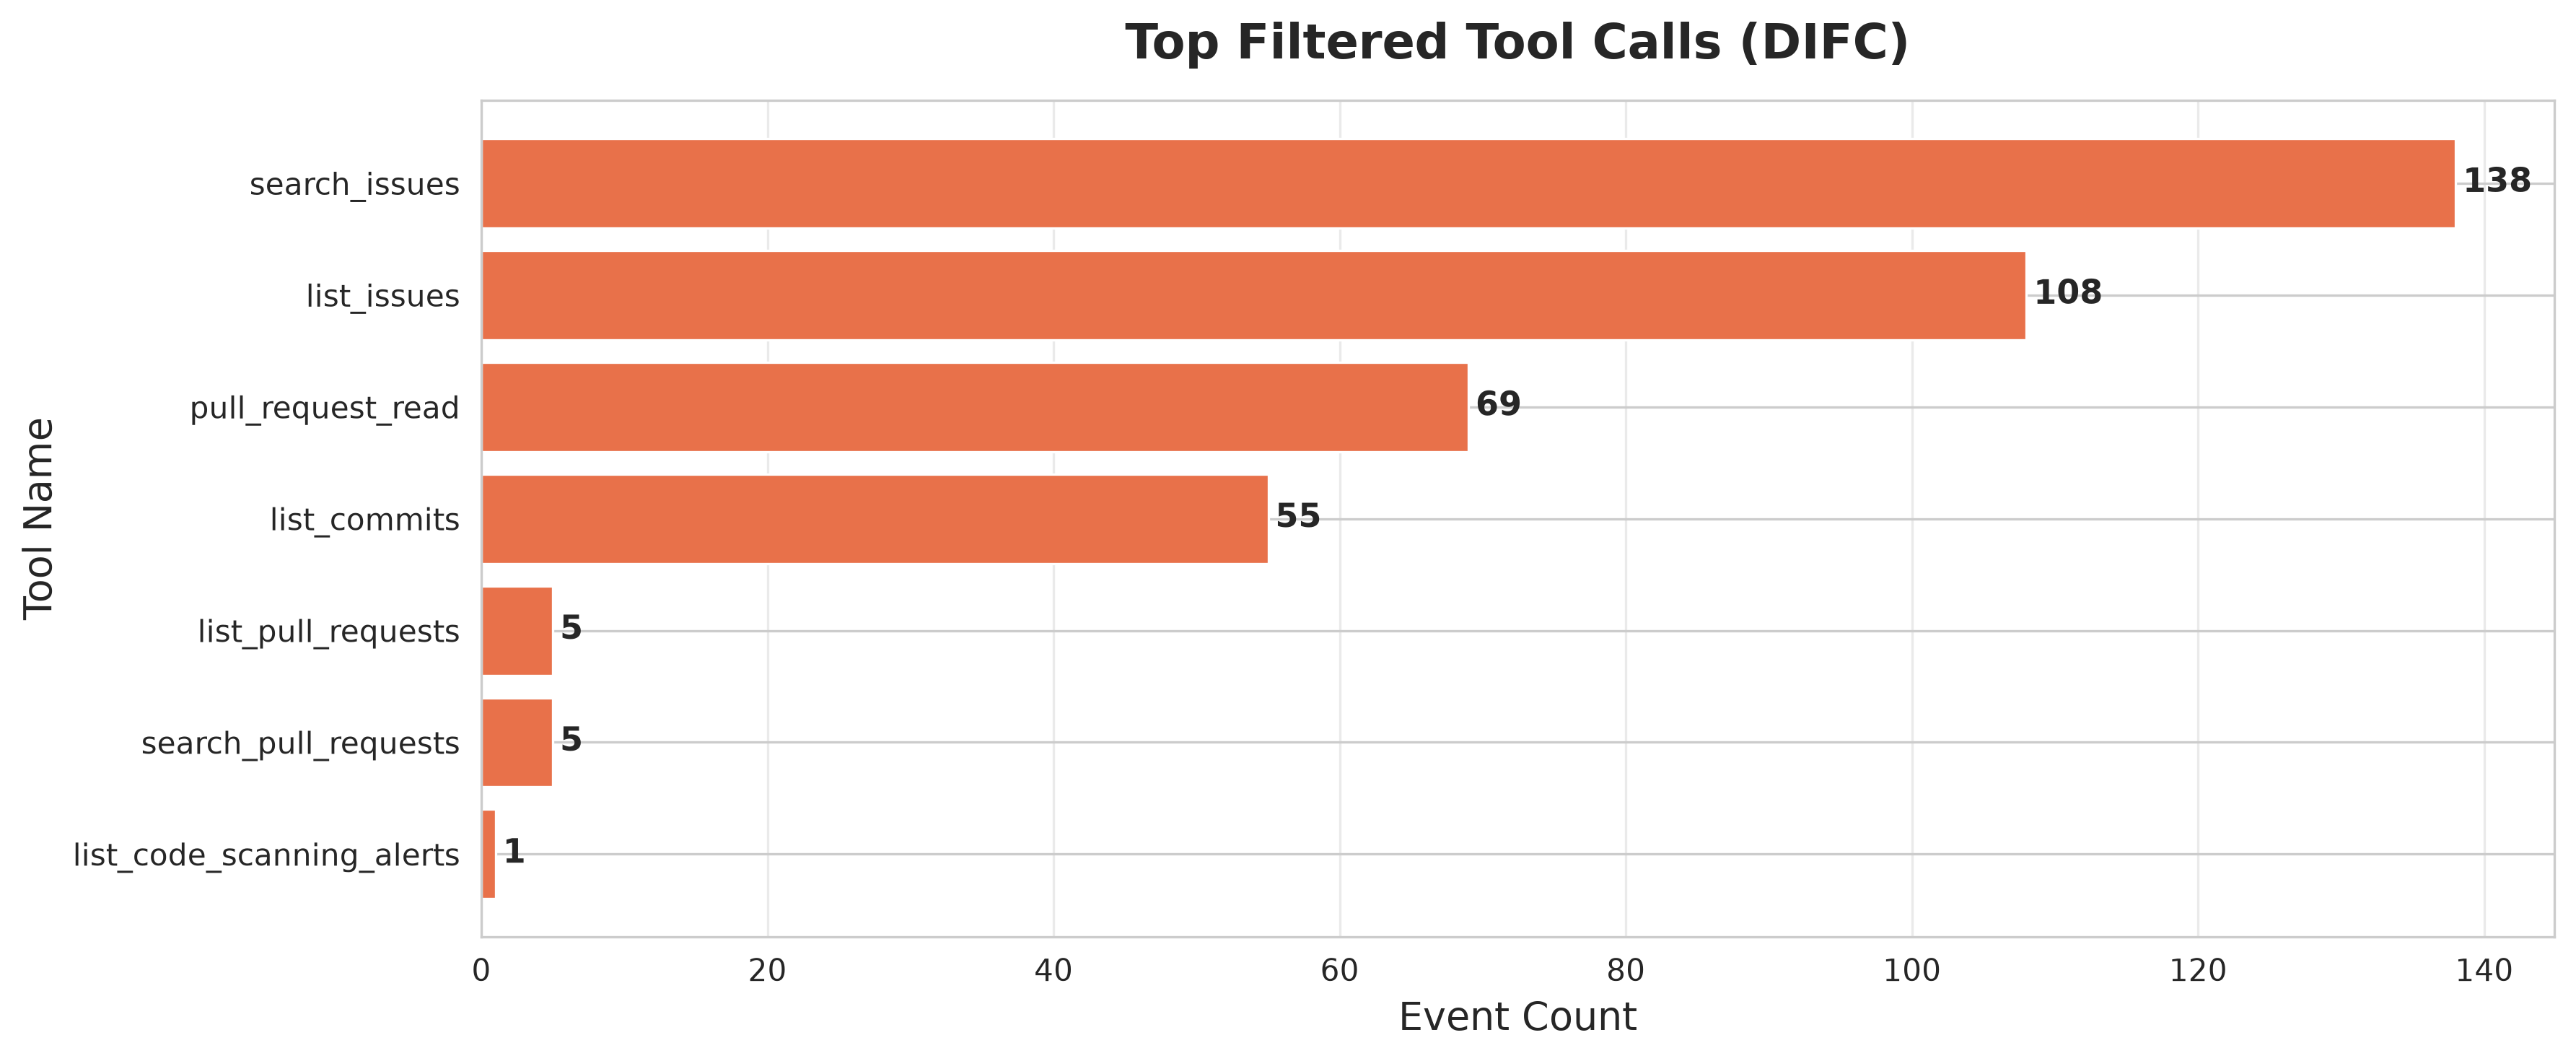 Top Filtered Tool Calls (DIFC)
Tool Name
search_issues
138
list_issues
108
pull_request_read
69
list_commits
55
list_pull_requests
5
search_pull_requests
5
list_code_scanning_alerts
1
0 20 40 60 80 100 120 140
Event Count